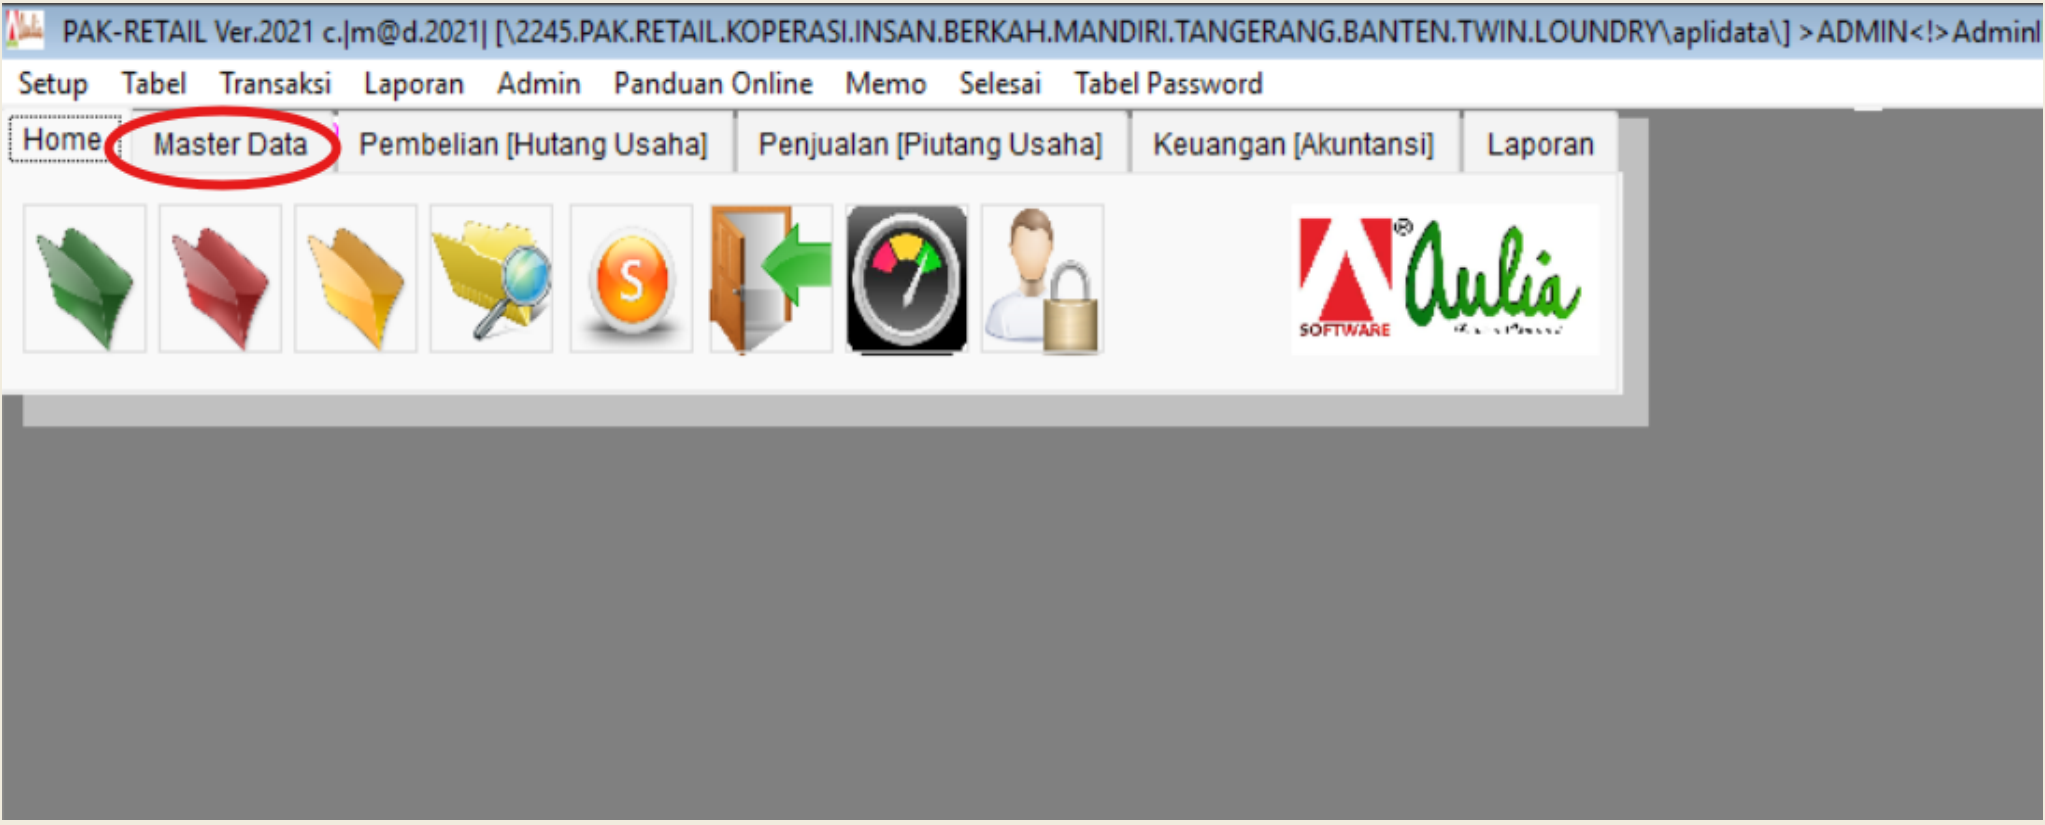 PAK-RETAIL Ver.2021 c.|m@d.2021| [\2245.PAK.RETAIL.KOPERASI.INSAN.BERKAH.MANDIRI.TANGERANG.BANTEN.TWIN.LOUNDRY\aplidata\] >ADMIN<!>AdminI
Setup Tabel Transaksi Laporan Admin Panduan Online Memo Selesai Tabel Password
Home Master Data Pembelian [Hutang Usaha] Penjualan [Piutang Usaha] Keuangan [Akuntansi] Laporan
S
® Aulia
SOFTWARE